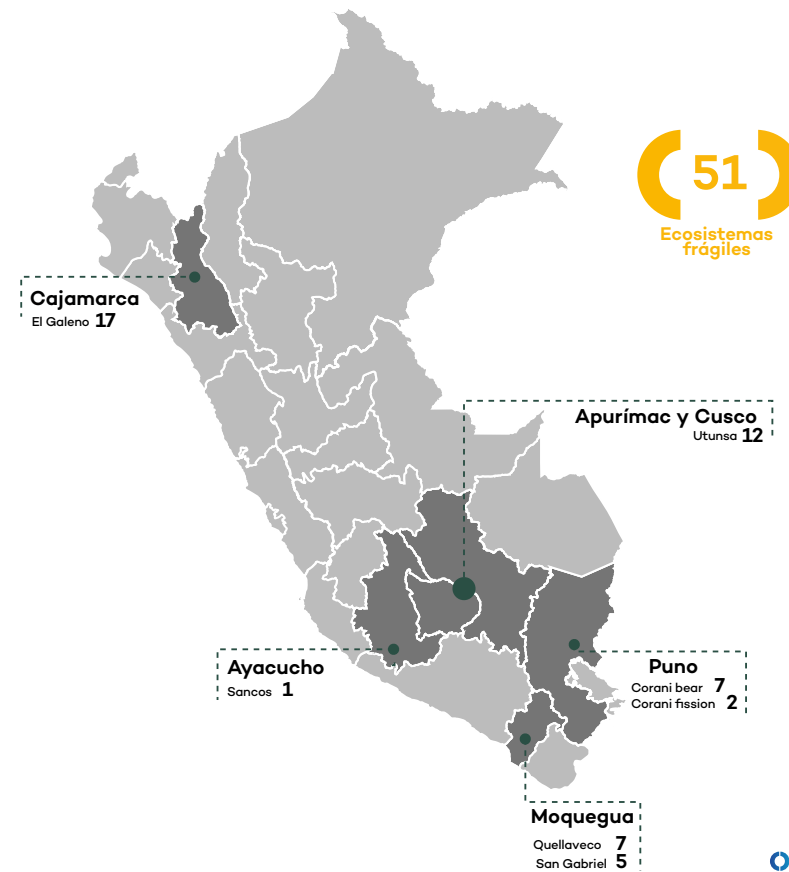 51
Ecosistemas
frágiles
Cajamarca
El Galeno 17
Apurímac y Cusco
Utunsa 12
Ayacucho
Sancos 1
Puno
Corani bear 7
Corani fission 2
Moquegua
Quellaveco 7
San Gabriel 5